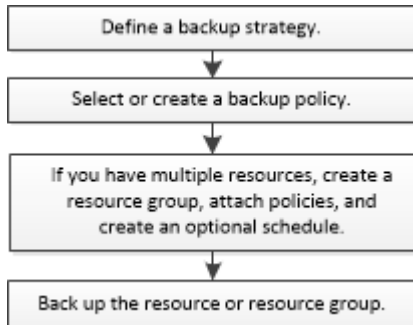 Define a backup strategy.
Select or create a backup policy.
If you have multiple resources, create a
resource group, attach policies, and
create an optional schedule.
Back up the resource or resource group.